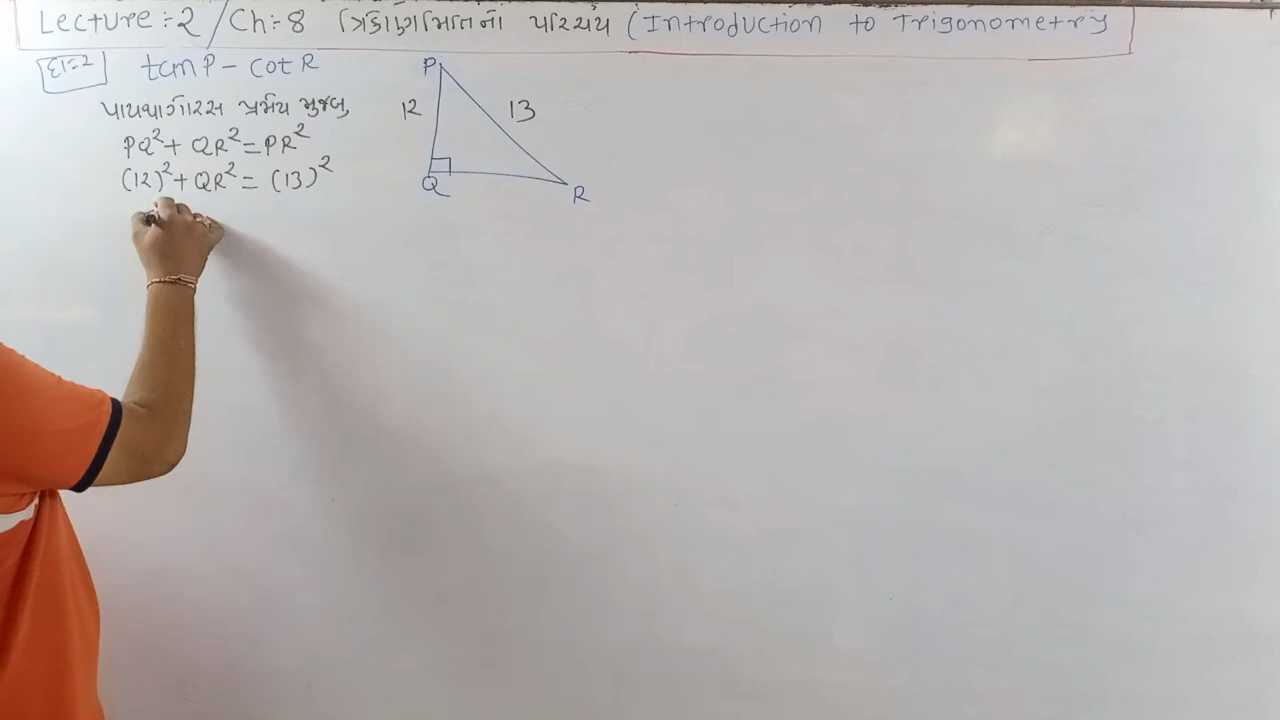 Lecture:-2 / Ch:-8 ત્રિકોણમિતિનો પરિચય (Introduction to Trigonometry
દા:-2 tan P - cot R
પાયથાગોરસ પ્રમેય મુજબ
PQ² + QR² = PR²
(12)² + QR² = (13)²
P
12
13
Q
R